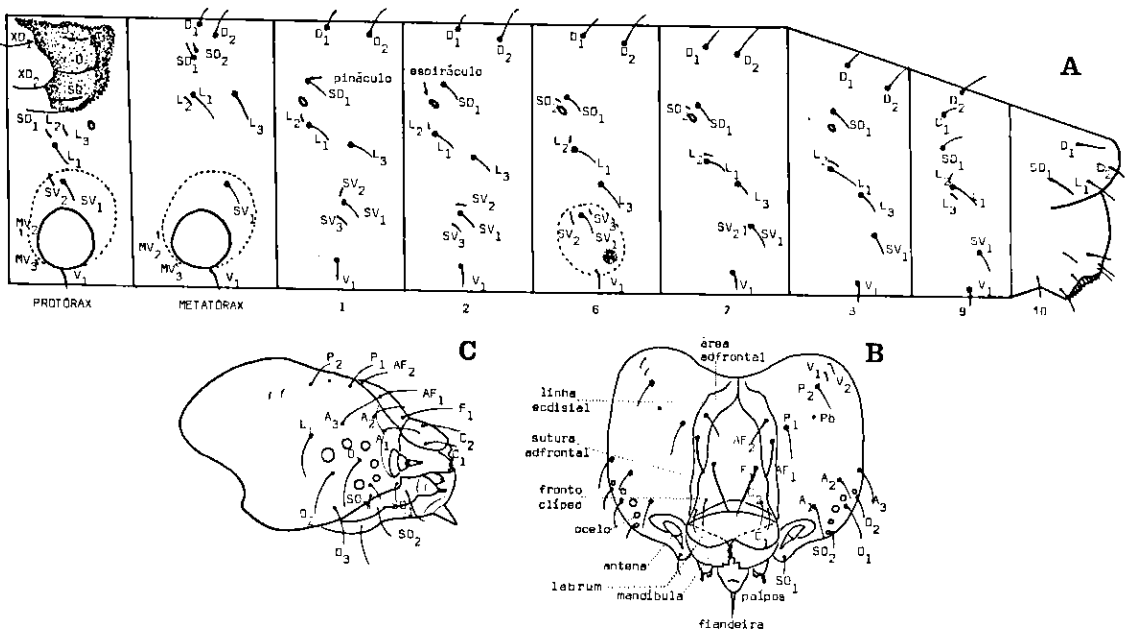 A
XD1
XD2
D
SD
SD1
L2
L3
L1
SV2
SV1
MV3
V1
PROTÓRAX
D1
D2
SD2
SD1
L2
L1
L3
SV1
MV2
MV3
V1
METATÓRAX
D1
D2
pináculo
SD1
L2
L1
L3
SV2
SV1
SV3
V1
1
D1
D2
espiráculo
SD1
L2
L1
L3
SV2
SV1
SV3
V1
2
D1
D2
SD1
L2
L1
L3
SV3
SV2
SV1
V1
6
D1
D2
SD1
L2
L1
L3
SV2
SV1
V1
7
D1
D2
SD1
L2
L1
L3
SV1
V1
8
D2
D1
SD1
L2
L1
L3
SV1
V1
9
D1
D2
SD1
L1
10
C
P2
P1
AF2
AF1
F1
A3
A2
A1
L1
C2
C1
O3
SO2
B
área
adfrontal
linha
ecdisial
sutura
adfrontal
fronto
clípeo
ocelo
antena
labrum
mandíbula
fiandeira
palpos
V1
V2
P2
Pb
P1
AF2
AF1
F1
C2
C1
A2
A3
A1
O2
O1
SO2
SO1